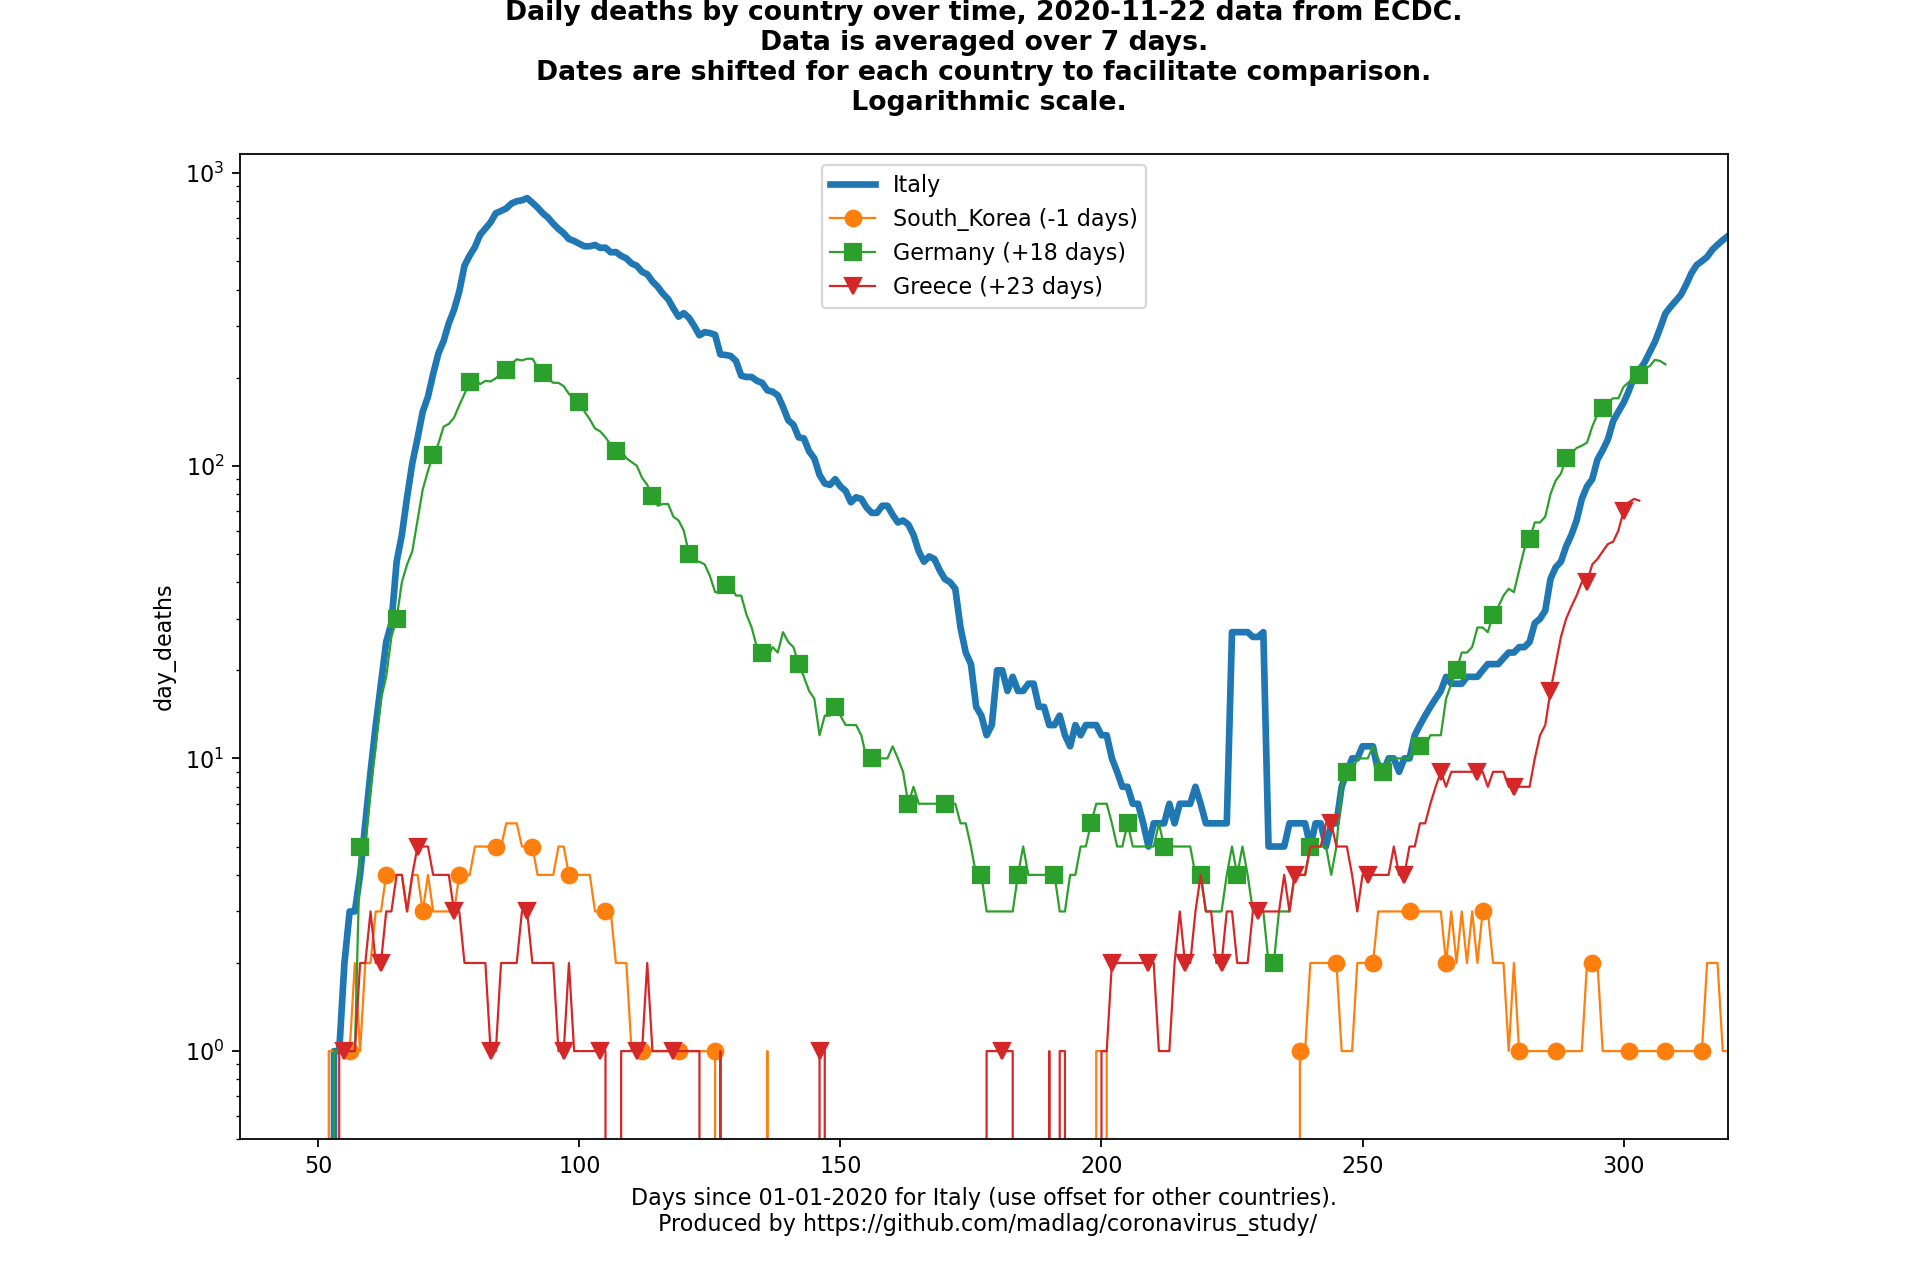 Daily deaths by country over time, 2020-11-22 data from ECDC.
Data is averaged over 7 days.
Dates are shifted for each country to facilitate comparison.
Logarithmic scale.
Italy
South_Korea (-1 days)
Germany (+18 days)
Greece (+23 days)
day_deaths
10³
10²
10¹
10⁰
50 100 150 200 250 300
Days since 01-01-2020 for Italy (use offset for other countries).
Produced by https://github.com/madlag/coronavirus_study/